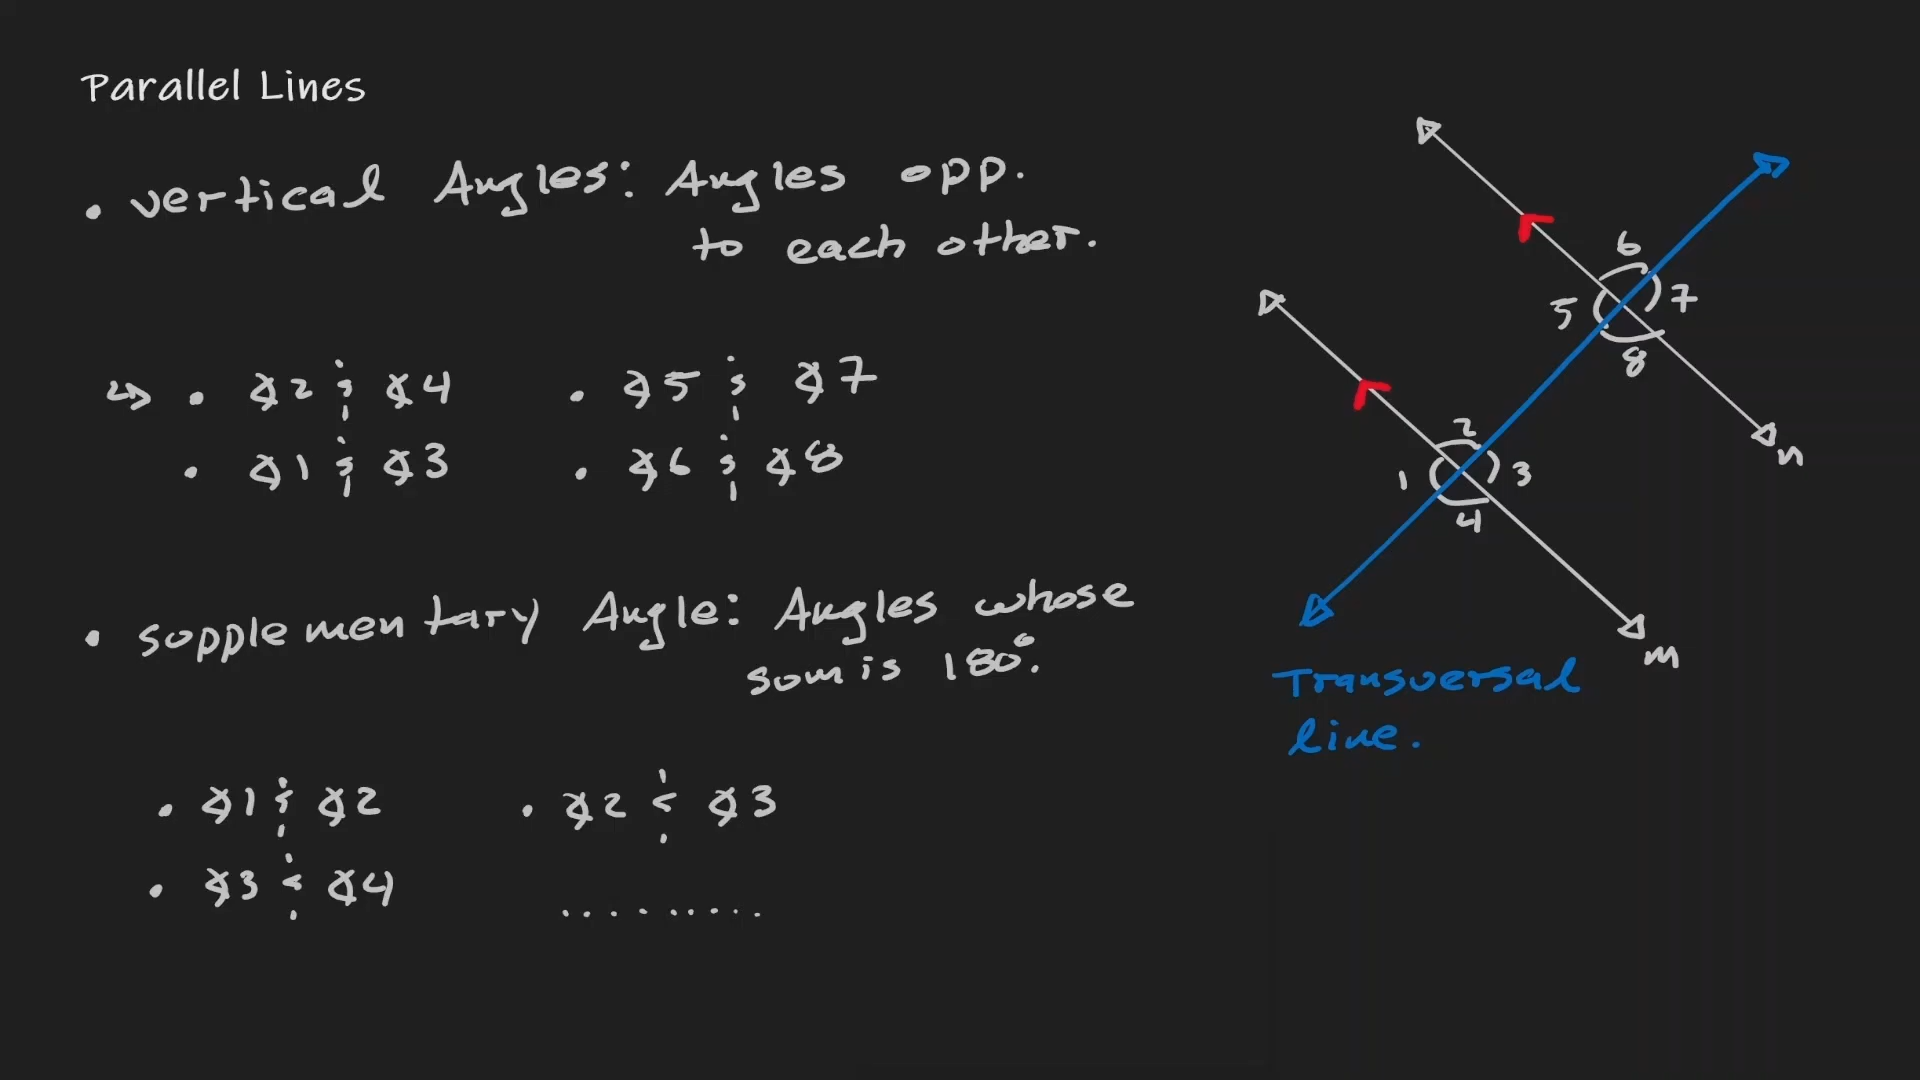 Parallel Lines
• vertical Angles: Angles opp.
to each other.
↪ • ∡2 & ∡4 • ∡5 & ∡7
• ∡1 & ∡3 • ∡6 & ∡8
• supplementary Angle: Angles whose
sum is 180°.
• ∡1 & ∡2 • ∡2 & ∡3
• ∡3 & ∡4 .........
6
5 7
8
n
2
1 3
4
m
Transversal
line.